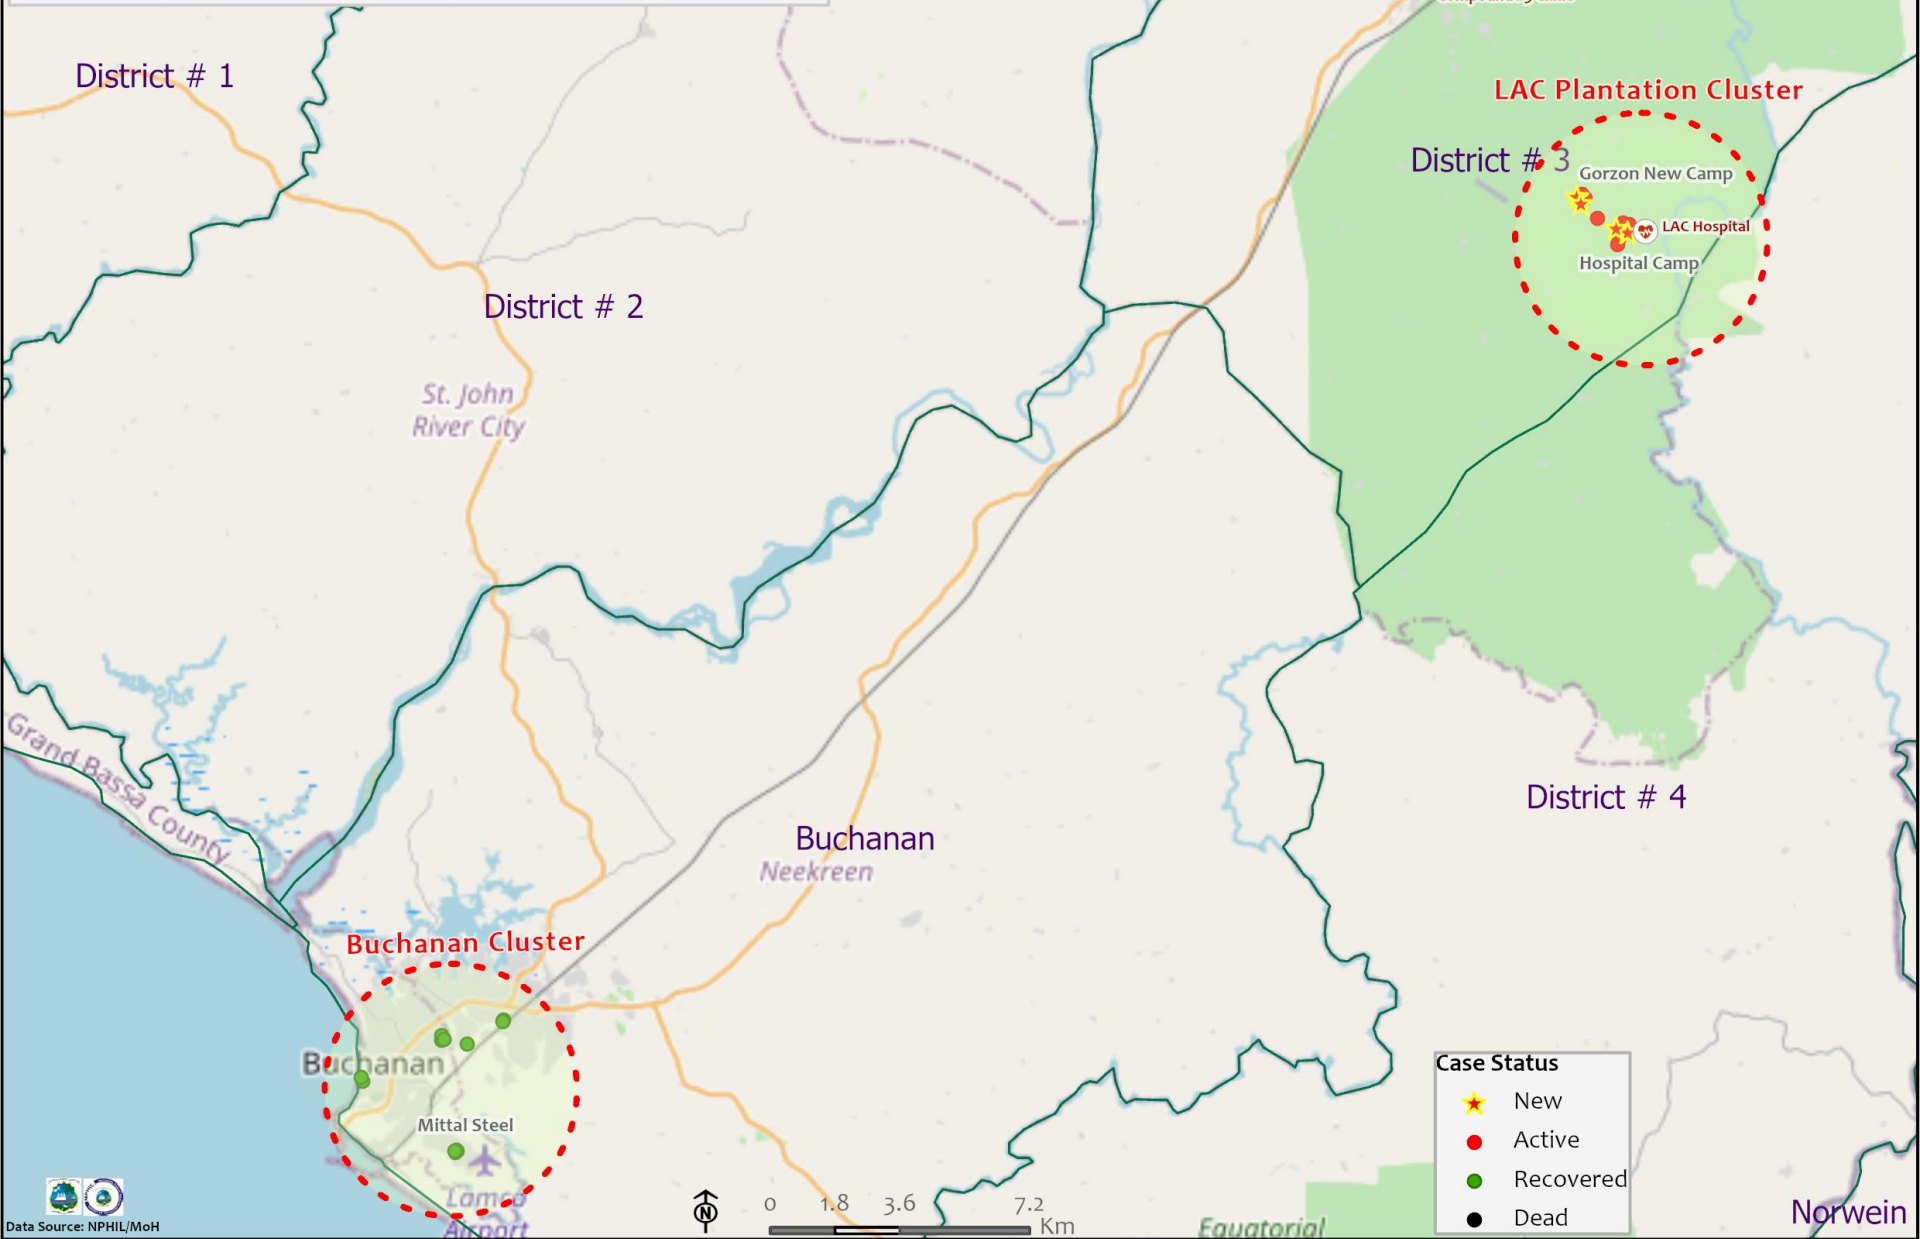 District # 1
LAC Plantation Cluster
District # 3
Gorzon New Camp
LAC Hospital
Hospital Camp
District # 2
St. John
River City
Grand Bassa County
District # 4
Buchanan
Neekreen
Buchanan Cluster
Buchanan
Mittal Steel
Lamco
Airport
Case Status
New
Active
Recovered
Dead
Norwein
N
0 1.8 3.6 7.2
Km
Equatorial
Data Source: NPHIL/MoH